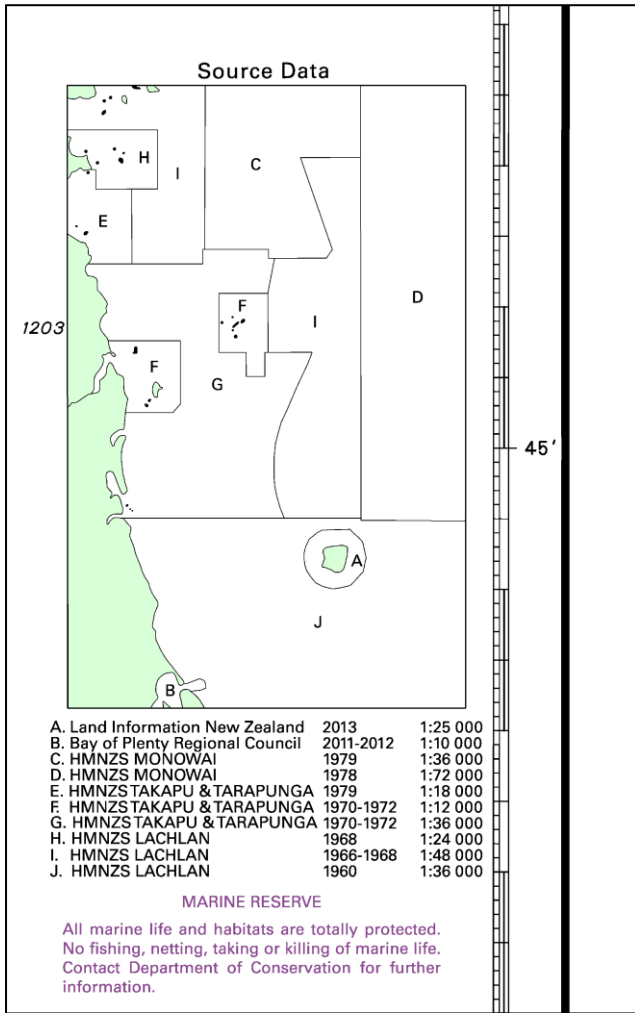 Source Data
H
I
C
E
D
F
I
1203
F
G
45'
A
J
B
A. Land Information New Zealand 2013 1:25 000
B. Bay of Plenty Regional Council 2011-2012 1:10 000
C. HMNZS MONOWAI 1979 1:36 000
D. HMNZS MONOWAI 1978 1:72 000
E. HMNZS TAKAPU & TARAPUNGA 1979 1:18 000
F. HMNZS TAKAPU & TARAPUNGA 1970-1972 1:12 000
G. HMNZS TAKAPU & TARAPUNGA 1970-1972 1:36 000
H. HMNZS LACHLAN 1968 1:24 000
I. HMNZS LACHLAN 1966-1968 1:48 000
J. HMNZS LACHLAN 1960 1:36 000
MARINE RESERVE
All marine life and habitats are totally protected.
No fishing, netting, taking or killing of marine life.
Contact Department of Conservation for further
information.